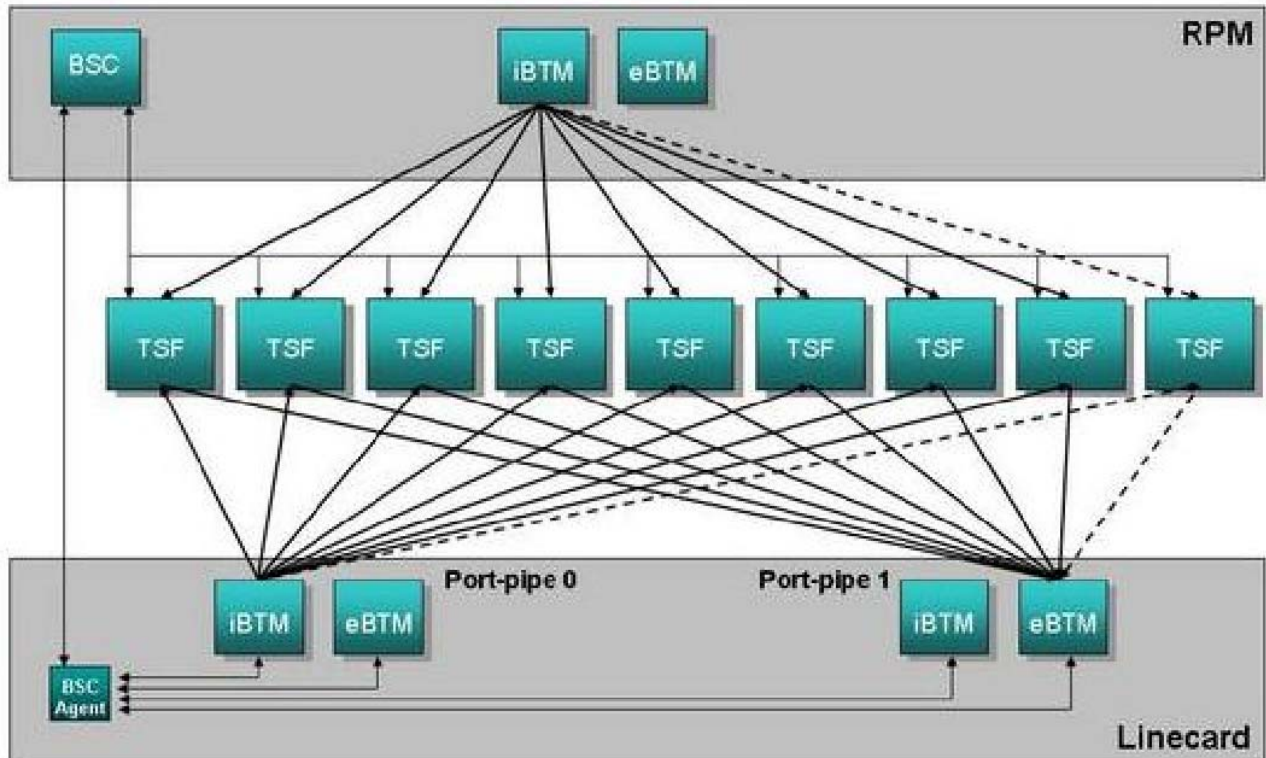 RPM
BSC
iBTM
eBTM
TSF
TSF
TSF
TSF
TSF
TSF
TSF
TSF
TSF
Port-pipe 0
Port-pipe 1
iBTM
eBTM
iBTM
eBTM
BSC
Agent
Linecard